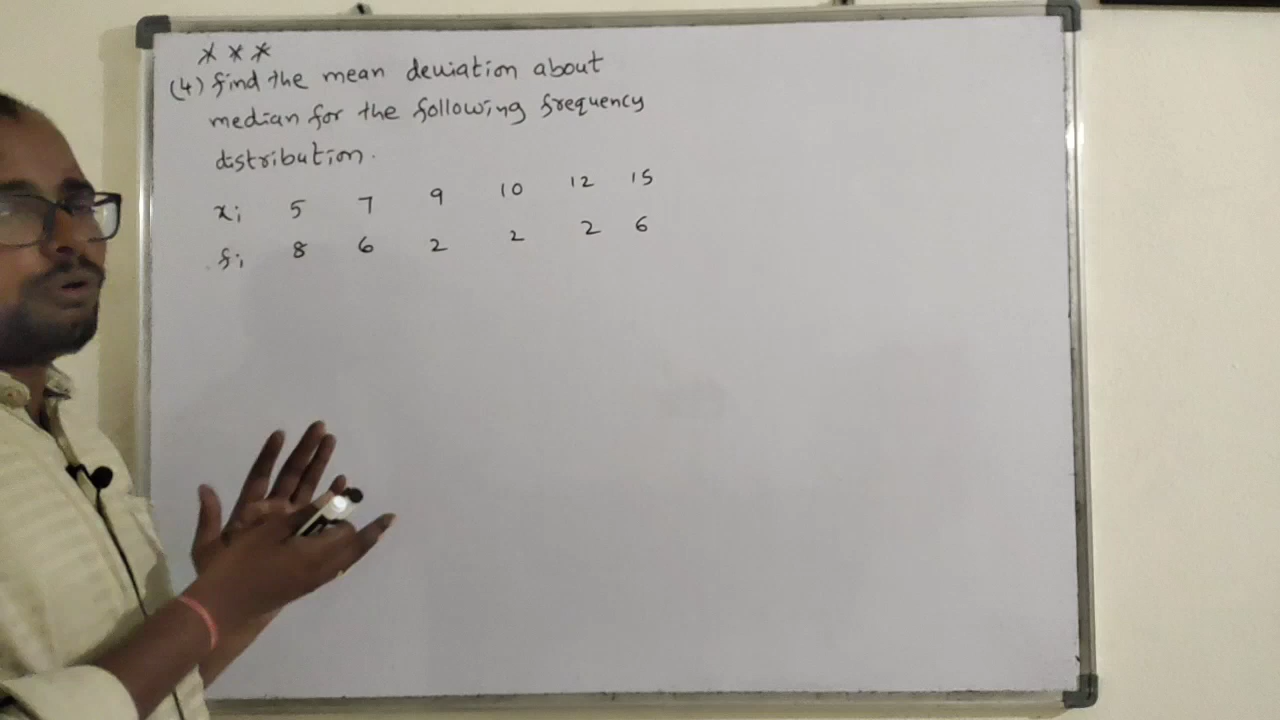 ***
(4) Find the mean deviation about
median for the following frequency
distribution.
xi 5 7 9 10 12 15
fi 8 6 2 2 2 6